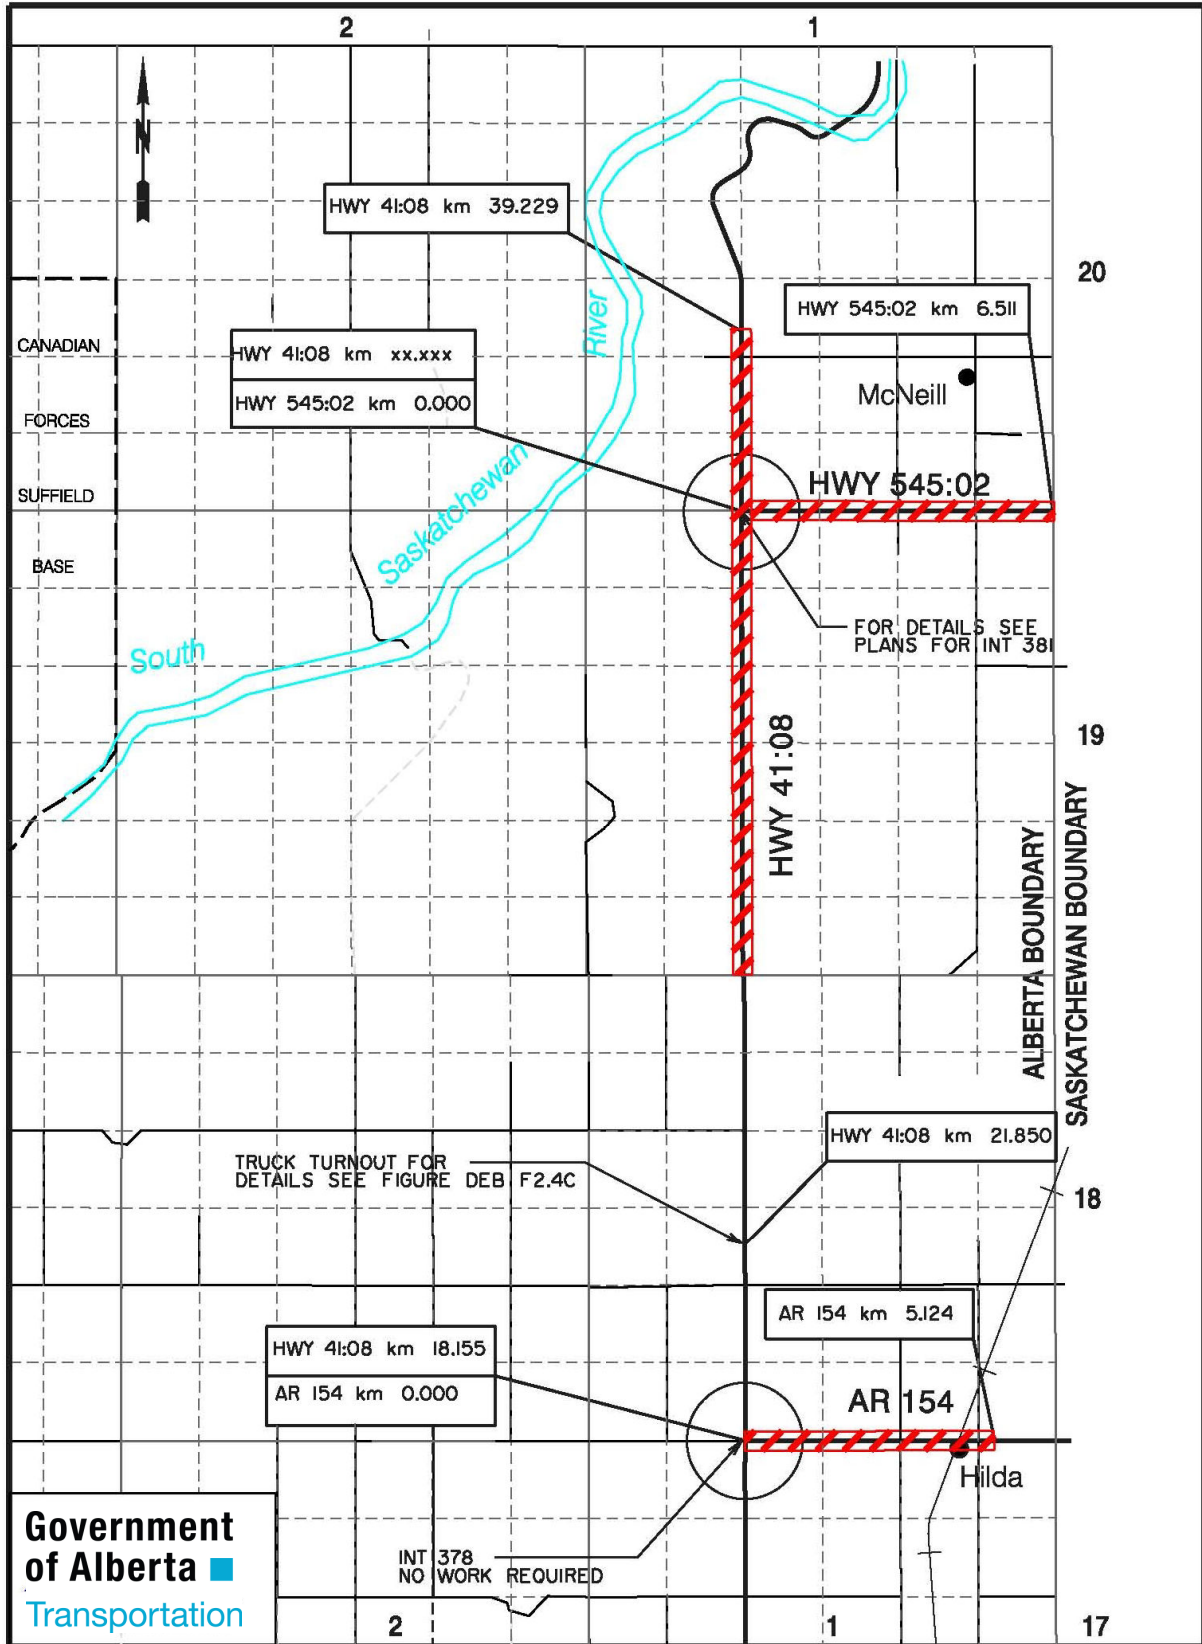 2
1
N
HWY 41:08 km 39.229
20
HWY 545:02 km 6.511
River
CANADIAN
HWY 41:08 km xx.xxx
HWY 545:02 km 0.000
McNeill
FORCES
HWY 545:02
SUFFIELD
Saskatchewan
BASE
FOR DETAILS SEE
PLANS FOR INT 381
South
HWY 41:08
19
ALBERTA BOUNDARY
SASKATCHEWAN BOUNDARY
HWY 41:08 km 21.850
TRUCK TURNOUT FOR
DETAILS SEE FIGURE DEB F2.4C
18
AR 154 km 5.124
HWY 41:08 km 18.155
AR 154 km 0.000
AR 154
Hilda
Government
of Alberta
Transportation
INT 378
NO WORK REQUIRED
2
1
17